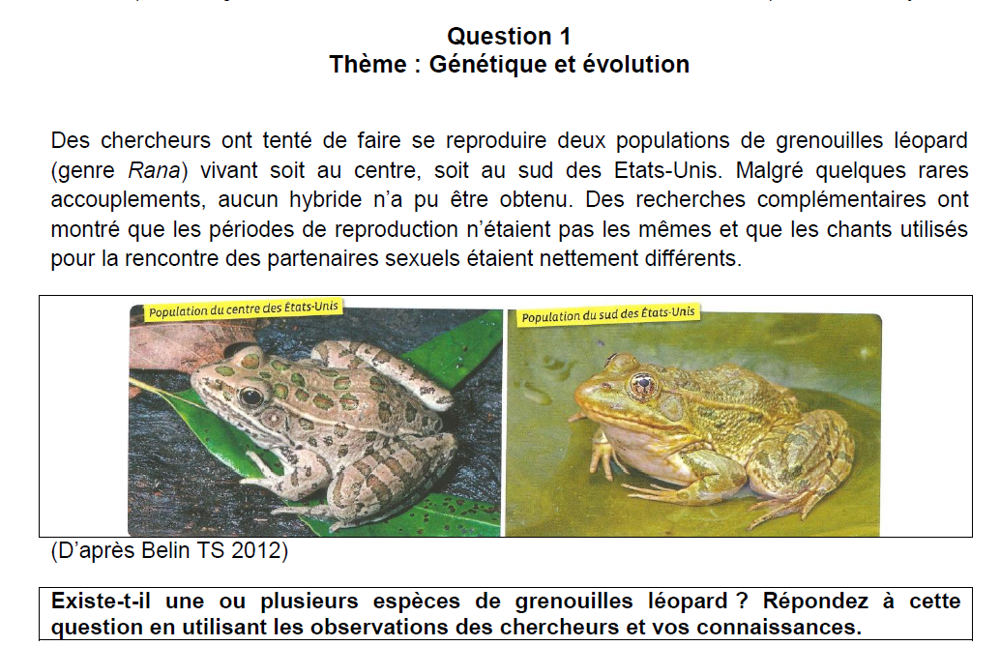 Question 1
Thème : Génétique et évolution
Des chercheurs ont tenté de faire se reproduire deux populations de grenouilles léopard
(genre Rana) vivant soit au centre, soit au sud des Etats-Unis. Malgré quelques rares
accouplements, aucun hybride n’a pu être obtenu. Des recherches complémentaires ont
montré que les périodes de reproduction n’étaient pas les mêmes et que les chants utilisés
pour la rencontre des partenaires sexuels étaient nettement différents.
Population du centre des États-Unis
Population du sud des États-Unis
(D’après Belin TS 2012)
Existe-t-il une ou plusieurs espèces de grenouilles léopard ? Répondez à cette
question en utilisant les observations des chercheurs et vos connaissances.